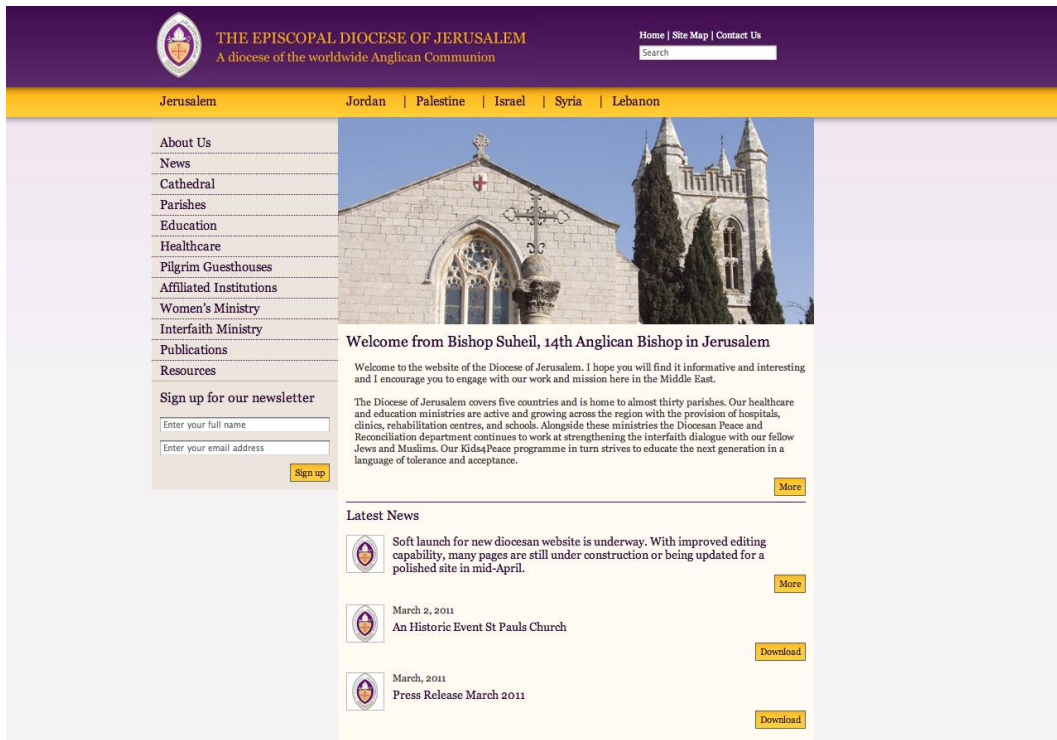 THE EPISCOPAL DIOCESE OF JERUSALEM
A diocese of the worldwide Anglican Communion
Home | Site Map | Contact Us
Search
Jerusalem
Jordan | Palestine | Israel | Syria | Lebanon
About Us
News
Cathedral
Parishes
Education
Healthcare
Pilgrim Guesthouses
Affiliated Institutions
Women's Ministry
Interfaith Ministry
Publications
Resources
Sign up for our newsletter
Enter your full name
Enter your email address
Sign up
Welcome from Bishop Suheil, 14th Anglican Bishop in Jerusalem
Welcome to the website of the Diocese of Jerusalem. I hope you will find it informative and interesting
and I encourage you to engage with our work and mission here in the Middle East.
The Diocese of Jerusalem covers five countries and is home to almost thirty parishes. Our healthcare
and education ministries are active and growing across the region with the provision of hospitals,
clinics, rehabilitation centres, and schools. Alongside these ministries the Diocesan Peace and
Reconciliation department continues to work at strengthening the interfaith dialogue with our fellow
Jews and Muslims. Our Kids4Peace programme in turn strives to educate the next generation in a
language of tolerance and acceptance.
More
Latest News
Soft launch for new diocesan website is underway. With improved editing
capability, many pages are still under construction or being updated for a
polished site in mid-April.
More
March 2, 2011
An Historic Event St Pauls Church
Download
March, 2011
Press Release March 2011
Download